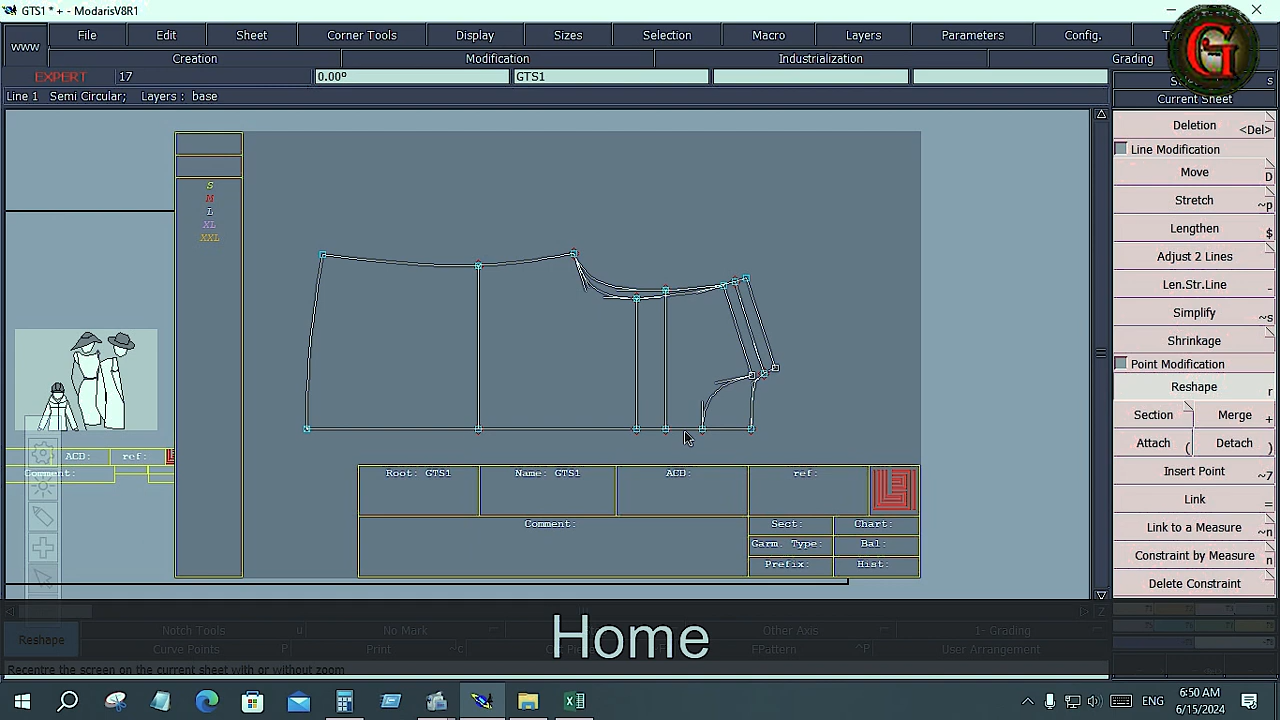 GTS1 * + - ModarisV8R1
www
File
Edit
Sheet
Corner Tools
Display
Sizes
Selection
Macro
Layers
Parameters
Config.
Creation
Modification
Industrialization
Grading
EXPERT
17
0.00º
GTS1
Line 1 Semi Circular; Layers : base
G
Current Sheet
Deletion <Del>
Line Modification
Move D
Stretch ~p
Lengthen $
Adjust 2 Lines
Len.Str.Line -
Simplify ~s
Shrinkage
Point Modification
Reshape r
Section
Merge +
Attach (
Detach )
Insert Point ~7
Link =
Link to a Measure ~n
Constraint by Measure n
Delete Constraint
S
M
L
XL
XXL
ACD:
ref:
Comment:
Root: GTS1
Name: GTS1
ACD:
ref:
Comment:
Sect:
Chart:
Garm. Type:
Bal:
Prefix:
Hist:
Z
Home
Reshape
Notch Tools u
No Mark
Other Axis
1- Grading
Curve Points P
Print ~c
FPattern ^P
User Arrangement
Recentre the screen on the current sheet with or without zoom
ENG
6:50 AM
6/15/2024